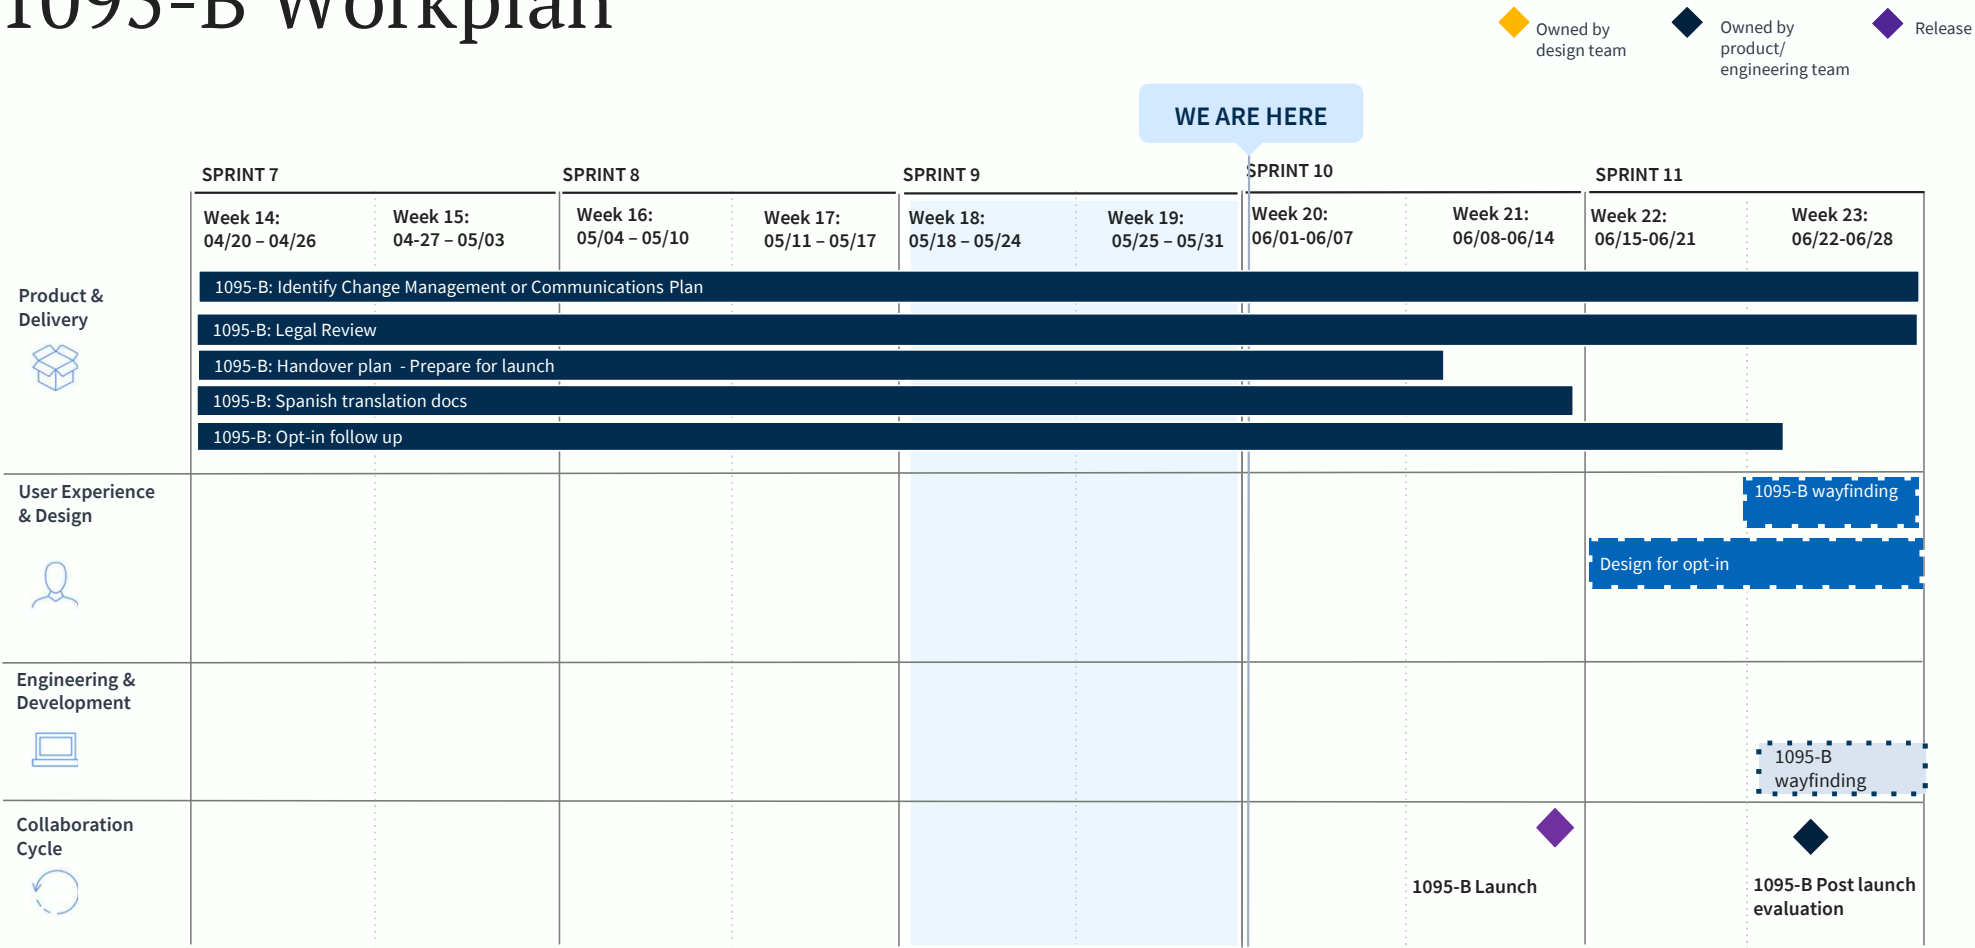 1095-B Workplan
Owned by
design team
Owned by
product/
engineering team
Release
WE ARE HERE
SPRINT 7
SPRINT 8
SPRINT 9
SPRINT 10
SPRINT 11
Week 14:
04/20 – 04/26
Week 15:
04-27 – 05/03
Week 16:
05/04 – 05/10
Week 17:
05/11 – 05/17
Week 18:
05/18 – 05/24
Week 19:
05/25 – 05/31
Week 20:
06/01-06/07
Week 21:
06/08-06/14
Week 22:
06/15-06/21
Week 23:
06/22-06/28
Product &
Delivery
1095-B: Identify Change Management or Communications Plan
1095-B: Legal Review
1095-B: Handover plan - Prepare for launch
1095-B: Spanish translation docs
1095-B: Opt-in follow up
User Experience
& Design
1095-B wayfinding
Design for opt-in
Engineering &
Development
1095-B
wayfinding
Collaboration
Cycle
1095-B Launch
1095-B Post launch
evaluation